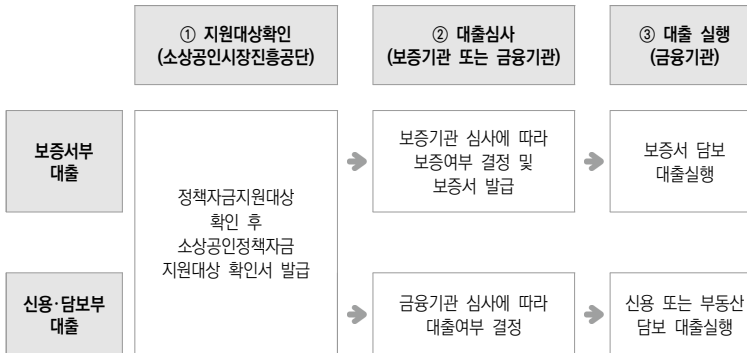 ① 지원대상확인
(소상공인시장진흥공단)
② 대출심사
(보증기관 또는 금융기관)
③ 대출 실행
(금융기관)
보증서부
대출
정책자금지원대상
확인 후
소상공인정책자금
지원대상 확인서 발급
보증기관 심사에 따라
보증여부 결정 및
보증서 발급
보증서 담보
대출실행
신용·담보부
대출
금융기관 심사에 따라
대출여부 결정
신용 또는 부동산
담보 대출실행